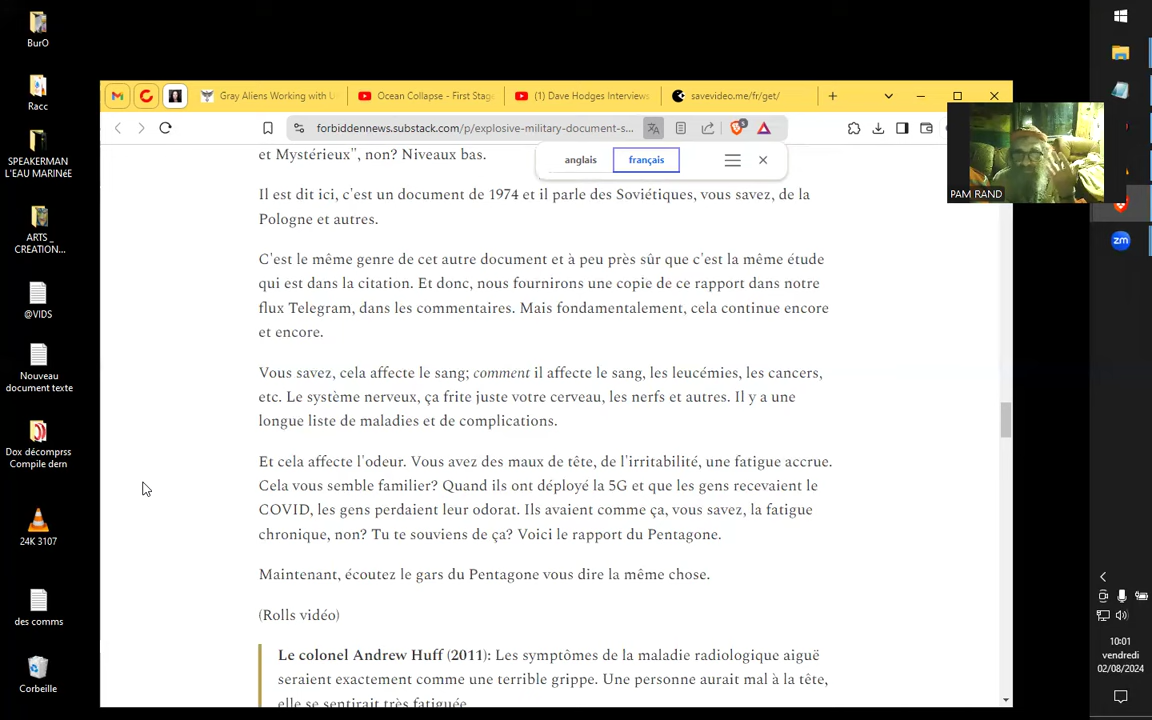 BurO
Racc
SPEAKERMAN
L'EAU MARINéE
ARTS _
CREATION...
@VIDS
Nouveau
document texte
Dox décomprss
Compile dern
24K 3107
des comms
Corbeille
Gray Aliens Working with U
Ocean Collapse - First Stage
(1) Dave Hodges Interviews
savevideo.me/fr/get/
forbiddennews.substack.com/p/explosive-military-document-s...
5
anglais
français
et Mystérieux”, non? Niveaux bas.
Il est dit ici, c'est un document de 1974 et il parle des Soviétiques, vous savez, de la
Pologne et autres.
C'est le même genre de cet autre document et à peu près sûr que c'est la même étude
qui est dans la citation. Et donc, nous fournirons une copie de ce rapport dans notre
flux Telegram, dans les commentaires. Mais fondamentalement, cela continue encore
et encore.
Vous savez, cela affecte le sang; comment il affecte le sang, les leucémies, les cancers,
etc. Le système nerveux, ça frite juste votre cerveau, les nerfs et autres. Il y a une
longue liste de maladies et de complications.
Et cela affecte l'odeur. Vous avez des maux de tête, de l'irritabilité, une fatigue accrue.
Cela vous semble familier? Quand ils ont déployé la 5G et que les gens recevaient le
COVID, les gens perdaient leur odorat. Ils avaient comme ça, vous savez, la fatigue
chronique, non? Tu te souviens de ça? Voici le rapport du Pentagone.
Maintenant, écoutez le gars du Pentagone vous dire la même chose.
(Rolls vidéo)
Le colonel Andrew Huff (2011): Les symptômes de la maladie radiologique aiguë
seraient exactement comme une terrible grippe. Une personne aurait mal à la tête,
elle se sentirait très fatiguée
PAM RAND
zm
10:01
vendredi
02/08/2024